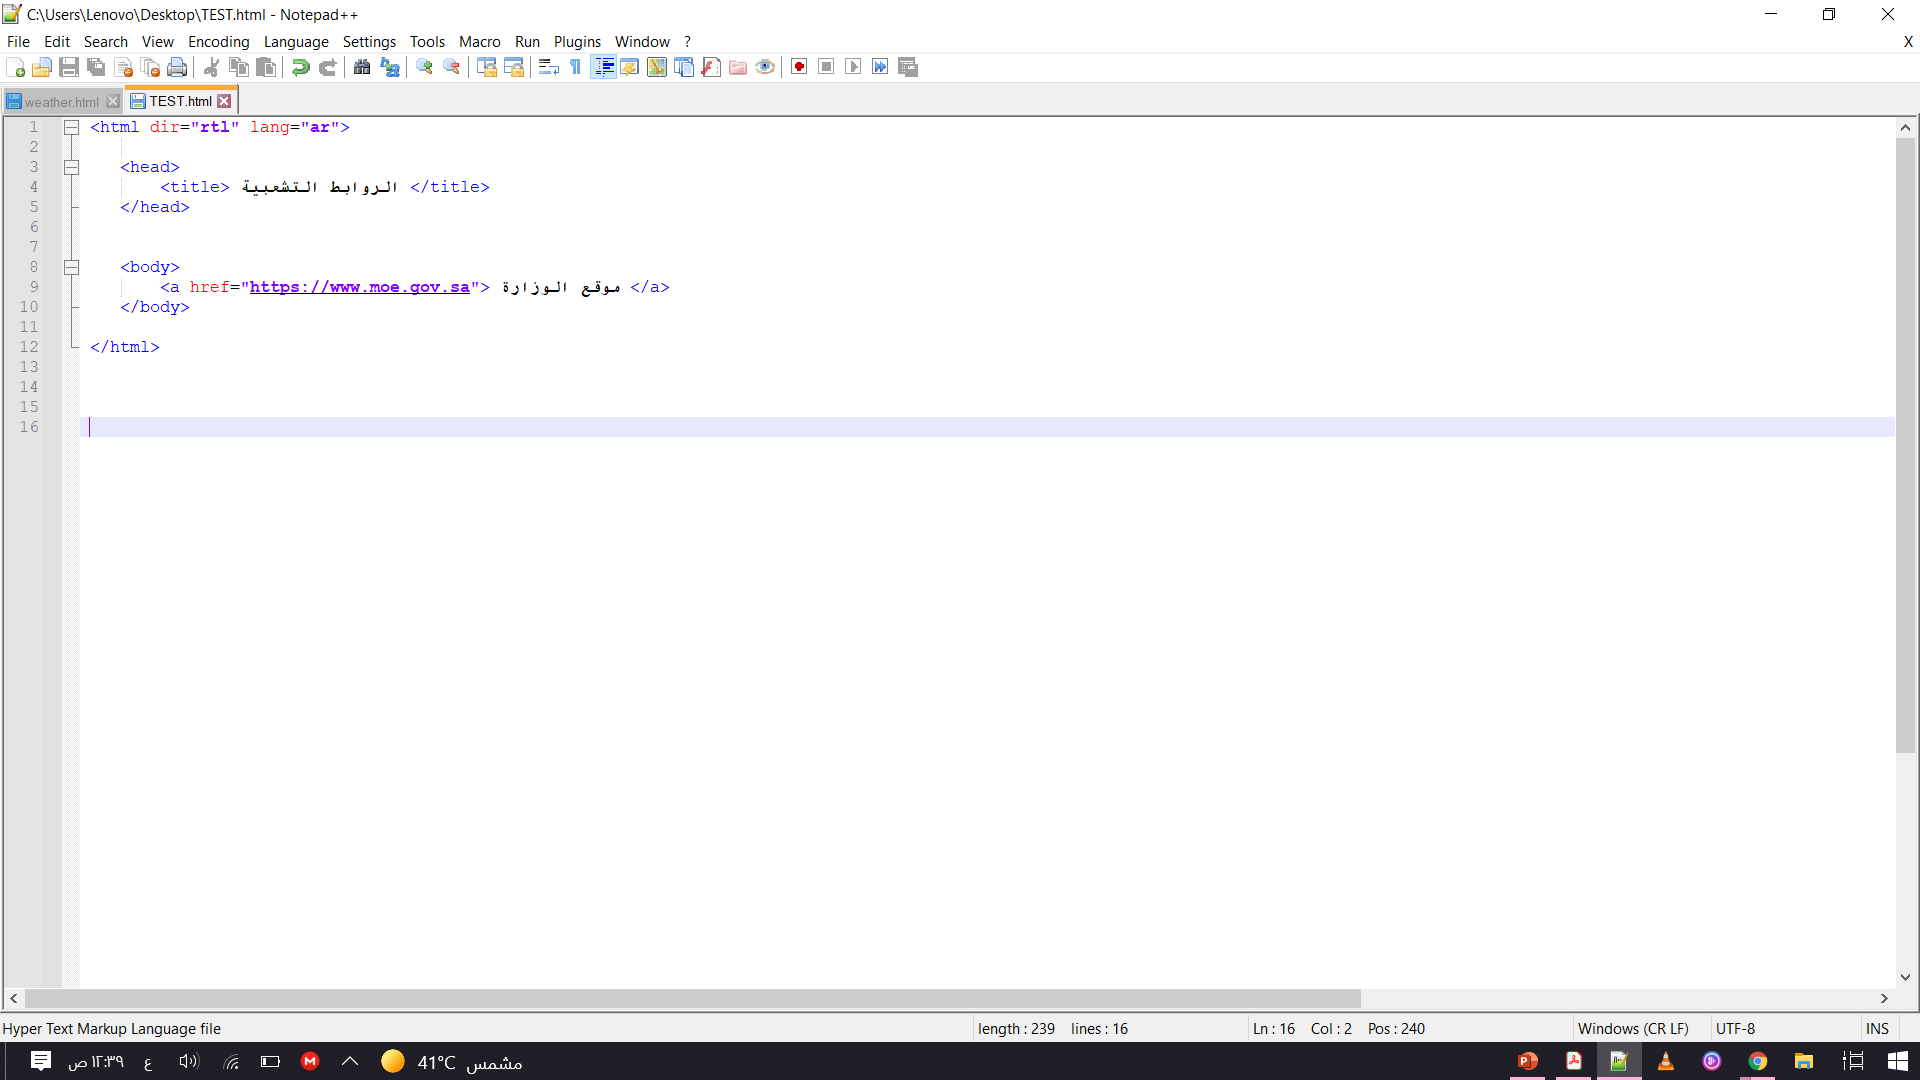 C:\Users\Lenovo\Desktop\TEST.html - Notepad++
File Edit Search View Encoding Language Settings Tools Macro Run Plugins Window ? X
weather.html TEST.html
1 <html dir="rtl" lang="ar">
2
3 <head>
4 <title> الروابط التشعبية </title>
5 </head>
6
7
8 <body>
9 <a href="https://www.moe.gov.sa"> موقع الوزارة </a>
10 </body>
11
12 </html>
13
14
15
16
Hyper Text Markup Language file length : 239 lines : 16 Ln : 16 Col : 2 Pos : 240 Windows (CR LF) UTF-8 INS
١٢:٣٩ ص ع 41°C مشمس